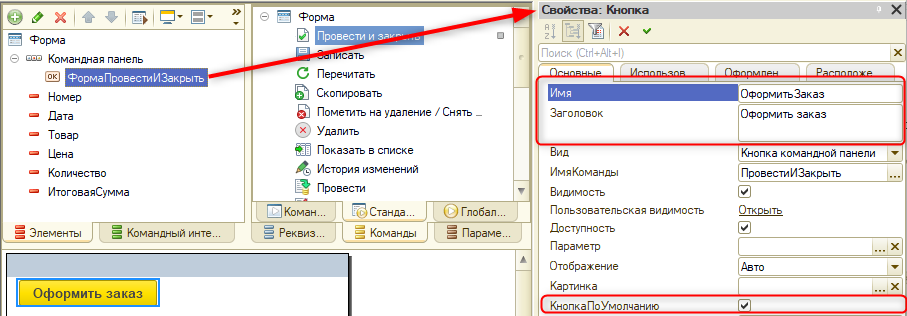 Форма
Командная панель
ФормаПровестиИЗакрыть
Номер
Дата
Товар
Цена
Количество
ИтоговаяСумма
Элементы
Командный инте...
Форма
Провести и закрыть
Записать
Перечитать
Скопировать
Пометить на удаление / Снять ...
Удалить
Показать в списке
История изменений
Провести
Коман...
Станда...
Глобал...
Реквиз...
Команды
Параме...
Оформить заказ
Свойства: Кнопка
Поиск (Ctrl+Alt+I)
Основные
Использов...
Оформлен...
Расположе...
Имя
ОформитьЗаказ
Заголовок
Оформить заказ
Вид
Кнопка командной панели
ИмяКоманды
ПровестиИЗакрыть
Видимость
Пользовательская видимость
Открыть
Доступность
Параметр
Отображение
Авто
Картинка
КнопкаПоУмолчанию